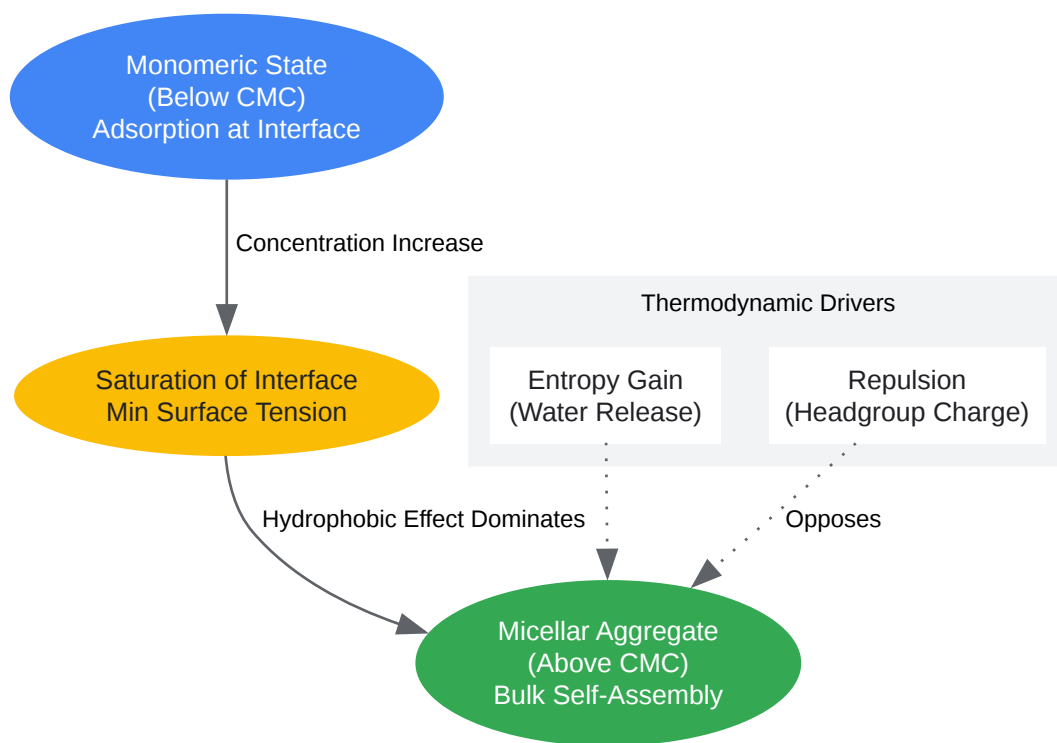 Monomeric State
(Below CMC)
Adsorption at Interface
Concentration Increase
Thermodynamic Drivers
Saturation of Interface
Min Surface Tension
Entropy Gain
(Water Release)
Repulsion
(Headgroup Charge)
Hydrophobic Effect Dominates
Opposes
Micellar Aggregate
(Above CMC)
Bulk Self-Assembly